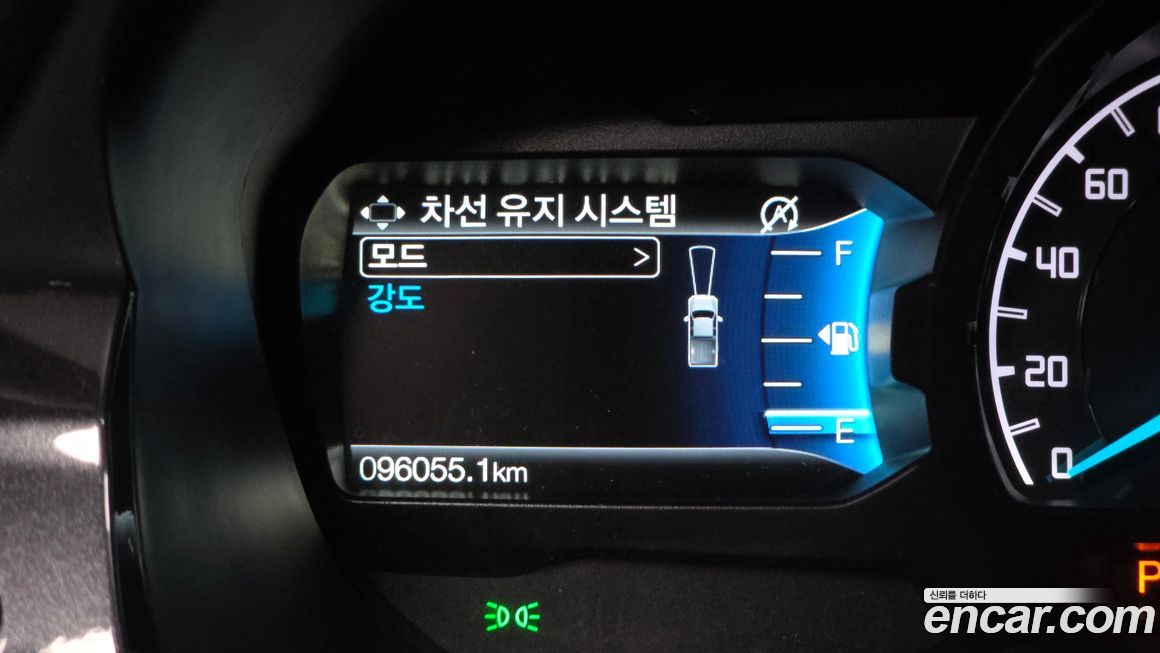 차선 유지 시스템
A
모드 >
강도
F
E
096055.1km
60
40
20
0
P
신뢰를 더하다
encar.com